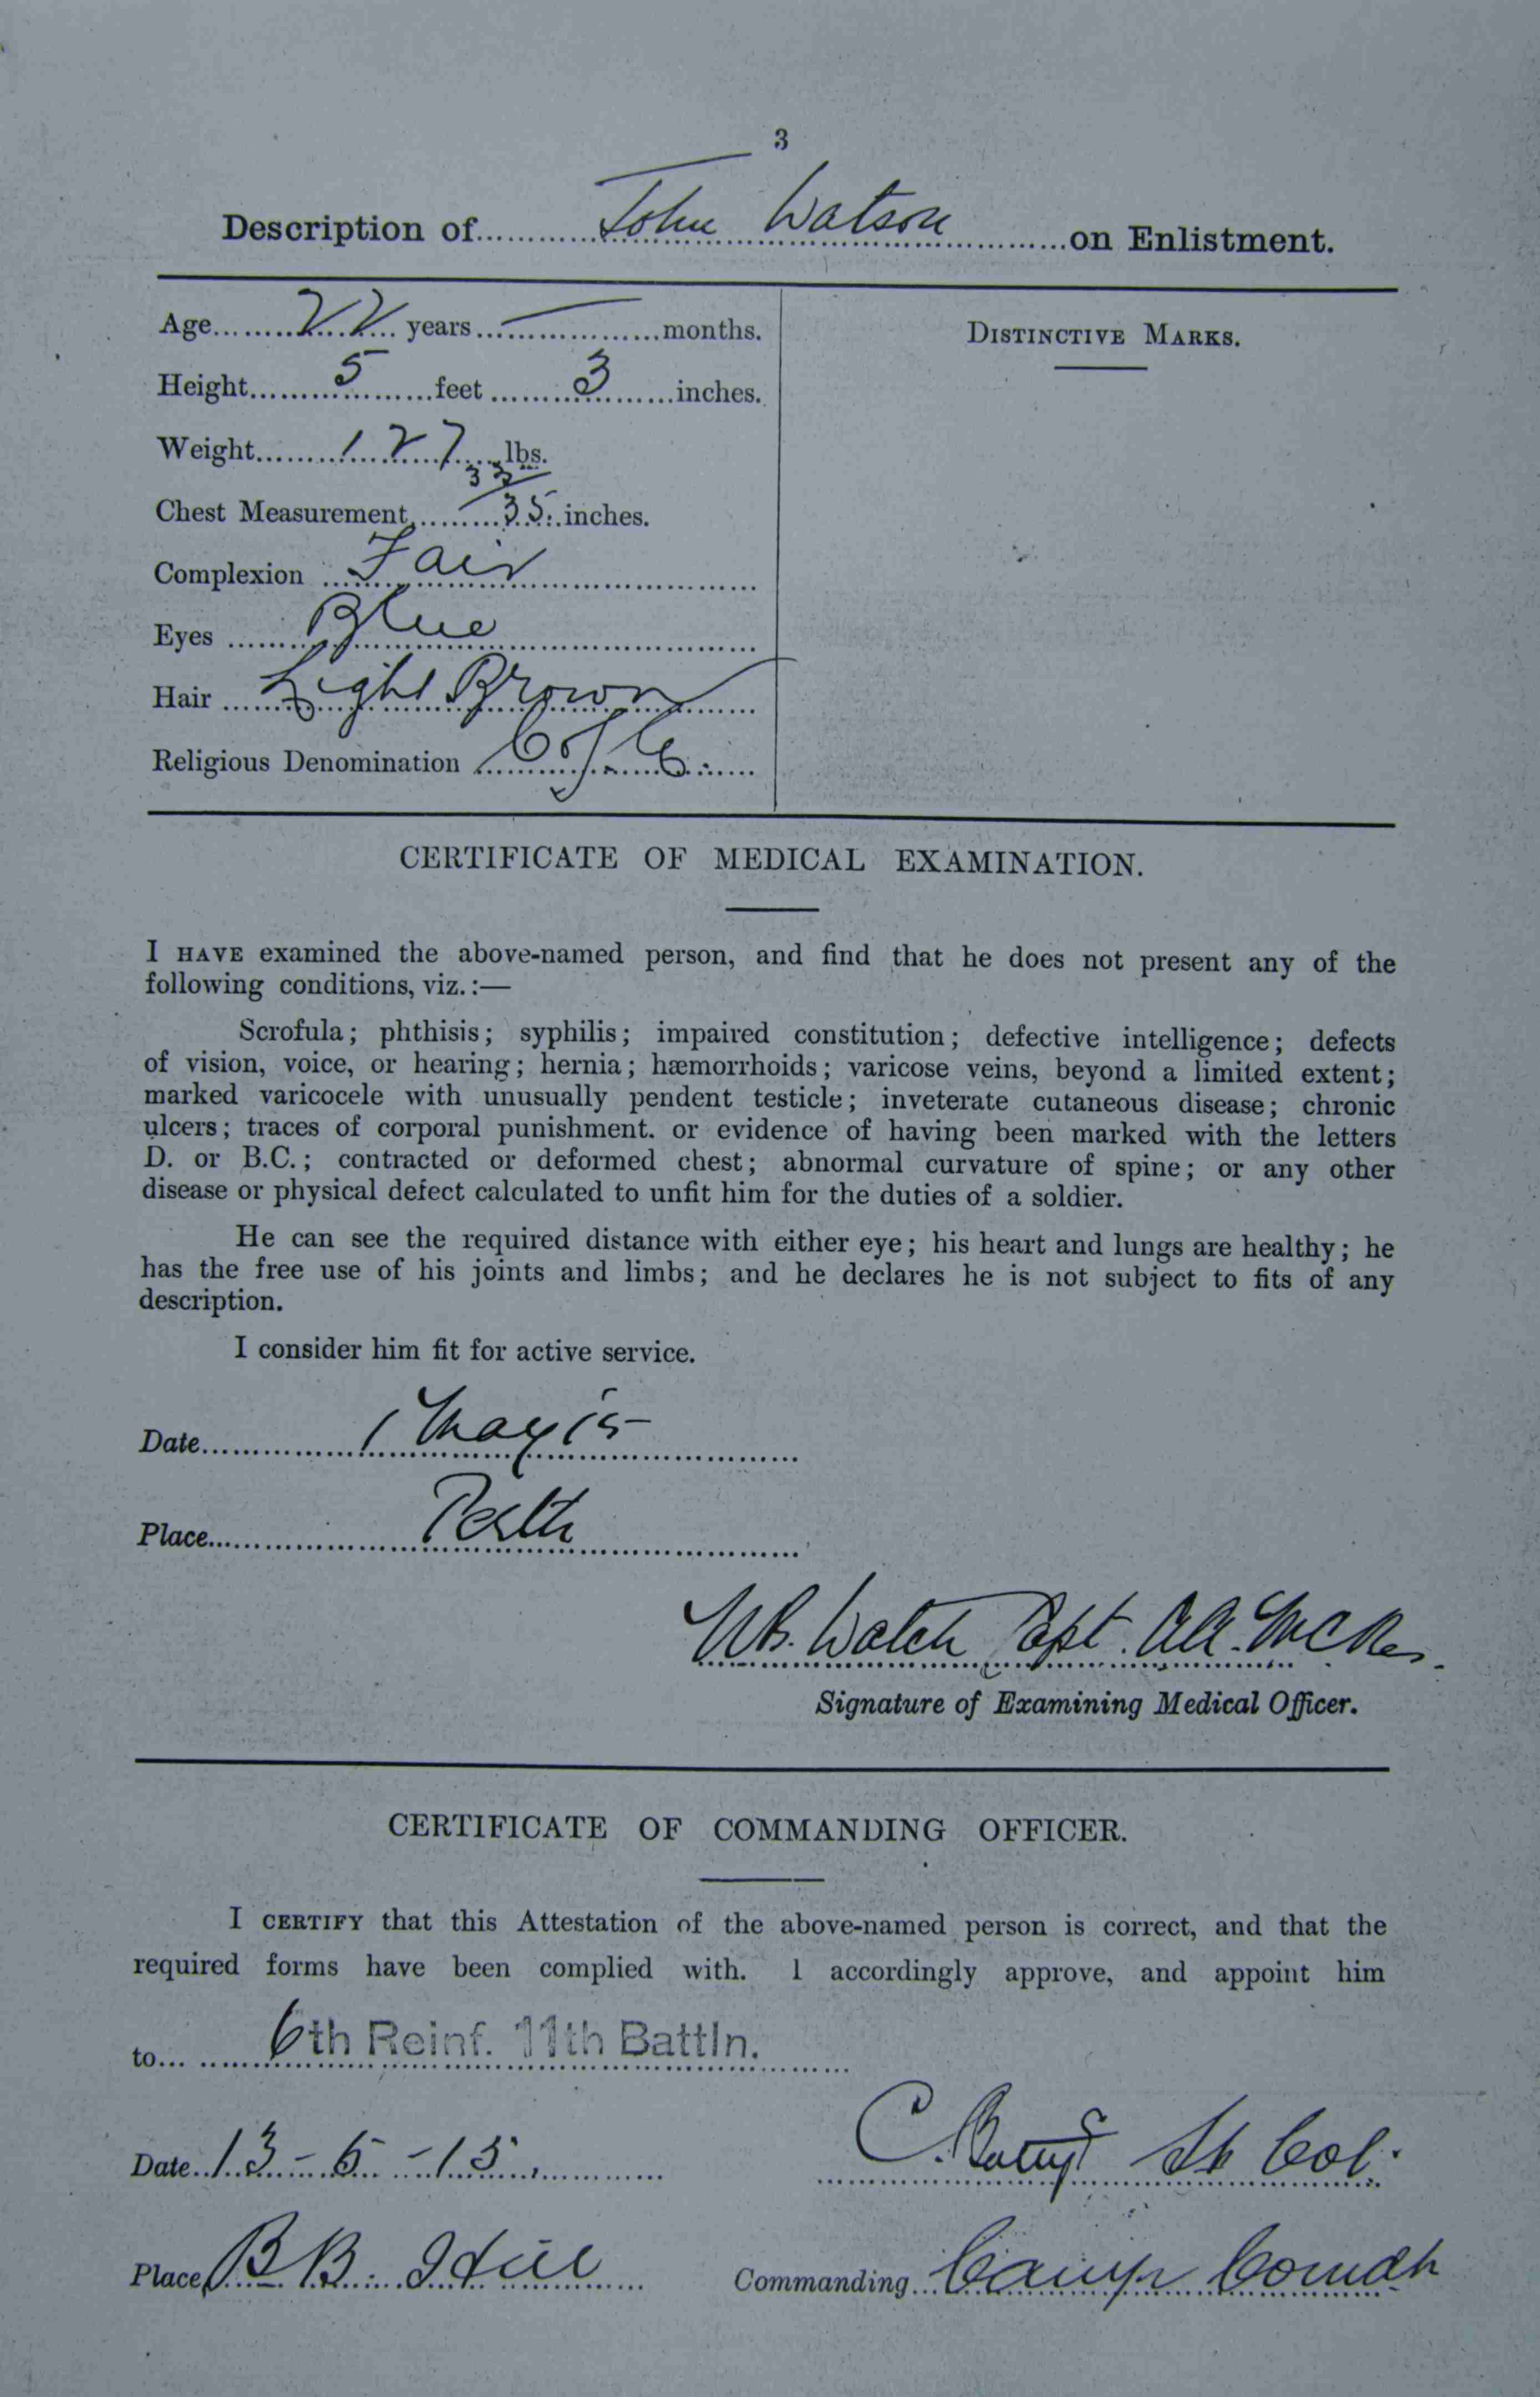 3
Description of John Watson on Enlistment.
Age 22 years — months.
Height 5 feet 3 inches.
Weight 127 lbs.
33
Chest Measurement 35 inches.
Complexion Fair
Eyes Blue
Hair Light Brown
Religious Denomination C of E.
DISTINCTIVE MARKS.
CERTIFICATE OF MEDICAL EXAMINATION.
I HAVE examined the above-named person, and find that he does not present any of the
following conditions, viz.:—
Scrofula; phthisis; syphilis; impaired constitution; defective intelligence; defects
of vision, voice, or hearing; hernia; hæmorrhoids; varicose veins, beyond a limited extent;
marked varicocele with unusually pendent testicle; inveterate cutaneous disease; chronic
ulcers; traces of corporal punishment. or evidence of having been marked with the letters
D. or B.C.; contracted or deformed chest; abnormal curvature of spine; or any other
disease or physical defect calculated to unfit him for the duties of a soldier.
He can see the required distance with either eye; his heart and lungs are healthy; he
has the free use of his joints and limbs; and he declares he is not subject to fits of any
description.
I consider him fit for active service.
Date 1 May 15
Place Perth
Capt. A.A.M.C. Res.
Signature of Examining Medical Officer.
CERTIFICATE OF COMMANDING OFFICER.
I CERTIFY that this Attestation of the above-named person is correct, and that the
required forms have been complied with. I accordingly approve, and appoint him
to 6th Reinf. 11th Battln.
Date 13-6-15
C. Lt Col.
Place B B. Hill
Commanding Camp Comdt